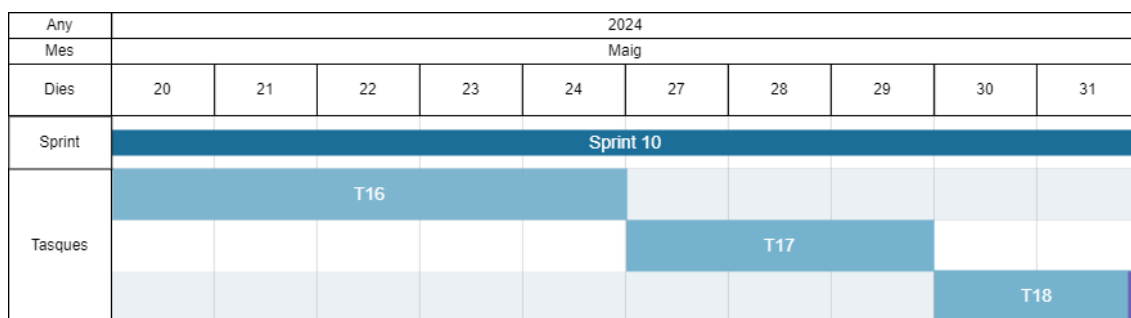 Any 2024
Mes Maig
Dies 20 21 22 23 24 27 28 29 30 31
Sprint Sprint 10
T16
Tasques T17
T18